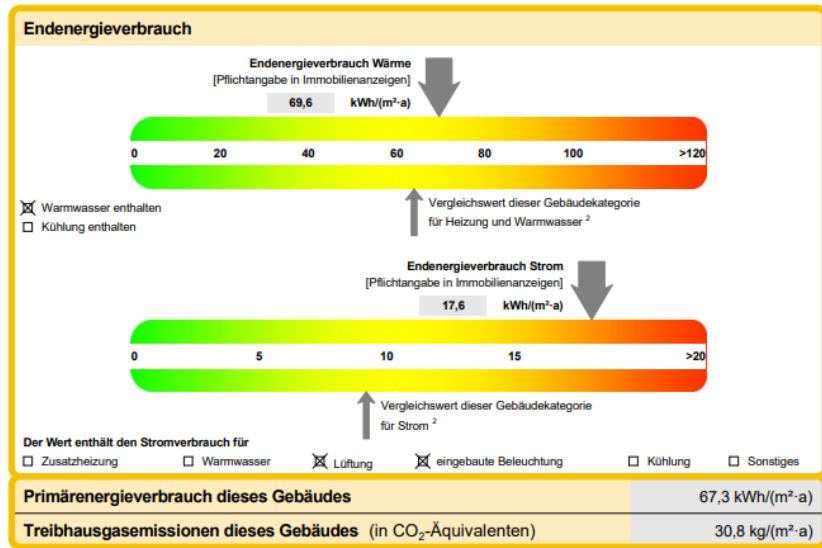 Endenergieverbrauch
Endenergieverbrauch Wärme
[Pflichtangabe in Immobilienanzeigen]
69,6 kWh/(m²·a)
0 20 40 60 80 100 >120
☒ Warmwasser enthalten
☐ Kühlung enthalten
Vergleichswert dieser Gebäudekategorie
für Heizung und Warmwasser ²
Endenergieverbrauch Strom
[Pflichtangabe in Immobilienanzeigen]
17,6 kWh/(m²·a)
0 5 10 15 >20
Vergleichswert dieser Gebäudekategorie
für Strom ²
Der Wert enthält den Stromverbrauch für
☐ Zusatzheizung ☐ Warmwasser ☒ Lüftung ☒ eingebaute Beleuchtung ☐ Kühlung ☐ Sonstiges
Primärenergieverbrauch dieses Gebäudes 67,3 kWh/(m²·a)
Treibhausgasemissionen dieses Gebäudes (in CO₂-Äquivalenten) 30,8 kg/(m²·a)